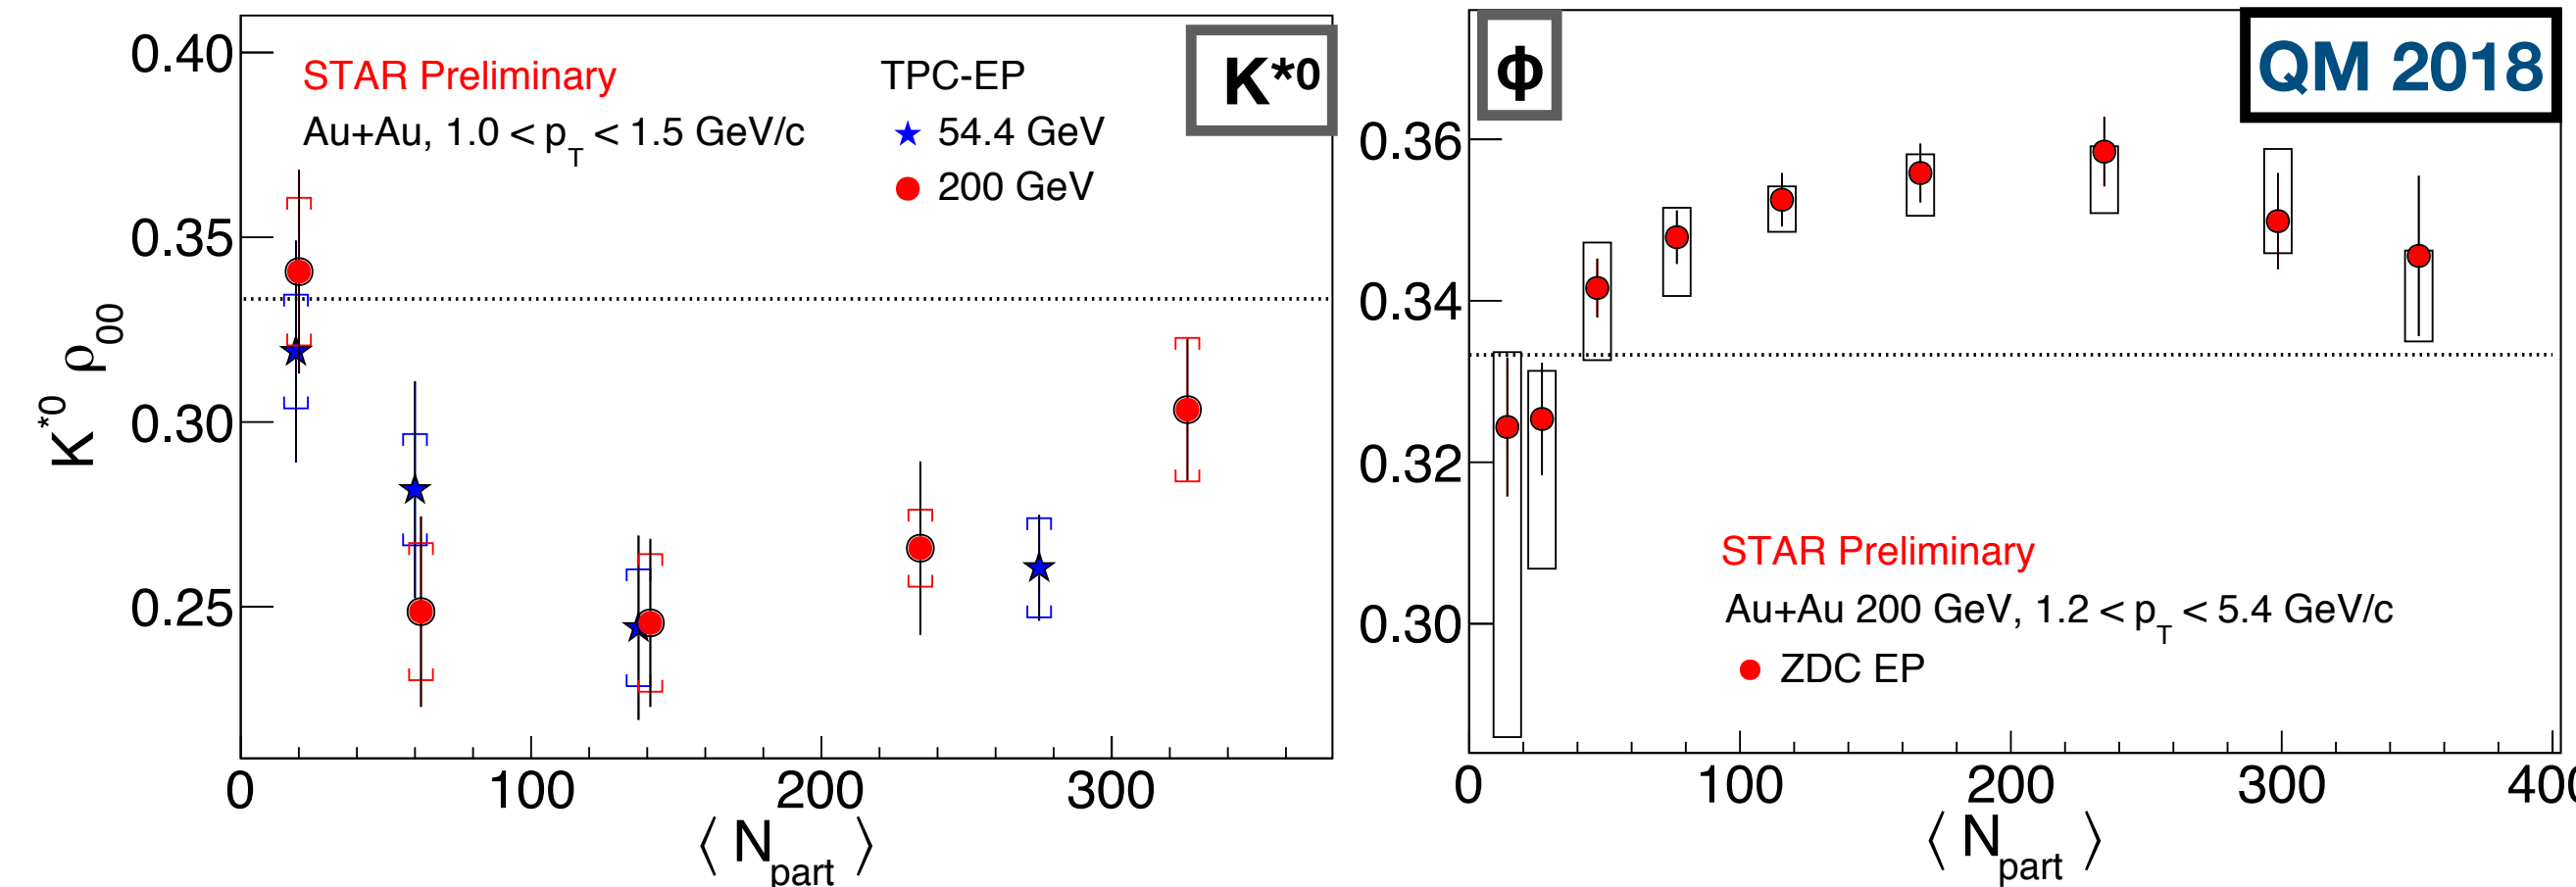 STAR Preliminary
Au+Au, 1.0 < p_T < 1.5 GeV/c
TPC-EP
54.4 GeV
200 GeV
K*0
K*0 ρ00
0.40
0.35
0.30
0.25
0 100 200 300
⟨ Npart ⟩
ϕ
QM 2018
0.36
0.34
0.32
0.30
STAR Preliminary
Au+Au 200 GeV, 1.2 < p_T < 5.4 GeV/c
ZDC EP
0 100 200 300 40
⟨ Npart ⟩